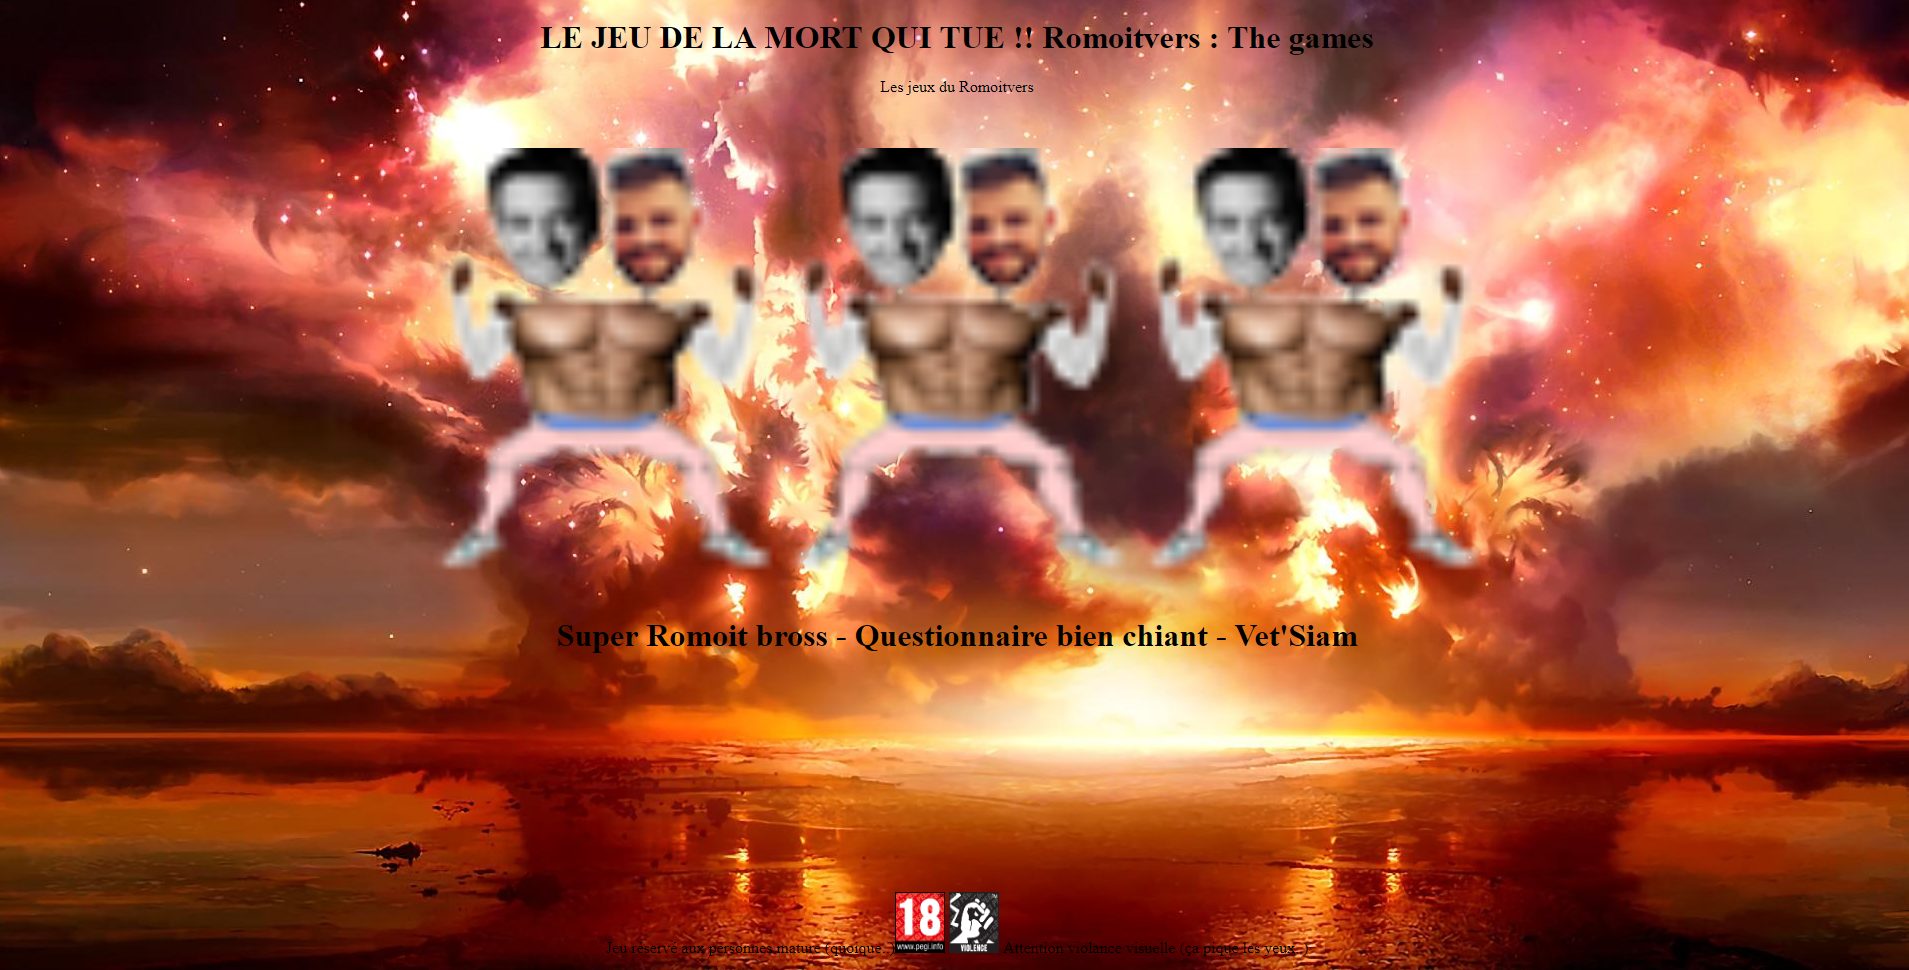 LE JEU DE LA MORT QUI TUE !! Romoitvers : The games
Les jeux du Romoitvers
Super Romoit bross - Questionnaire bien chiant - Vet'Siam
18
www.pegi.info
VIOLENCE
Jeu réservé aux personnes mature (quoique..) Attention violance visuelle (ça pique les yeux..)